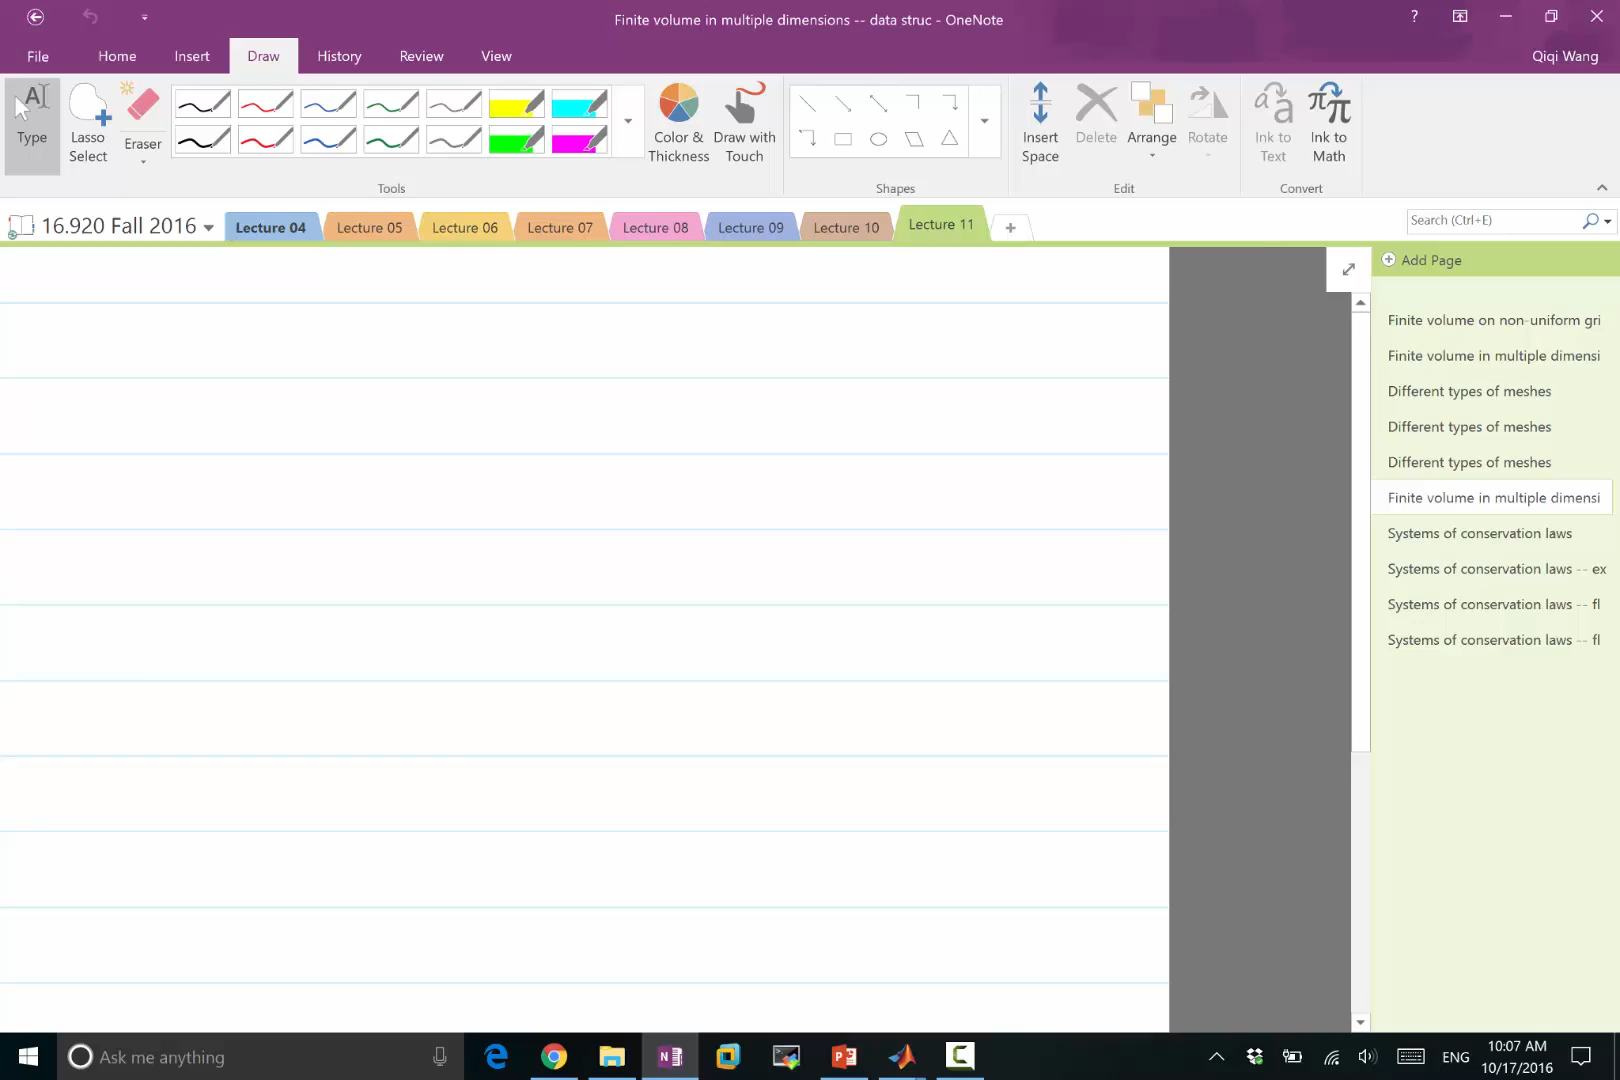 Finite volume in multiple dimensions -- data struc - OneNote
?
File
Home
Insert
Draw
History
Review
View
Qiqi Wang
Type
Lasso
Select
Eraser
Color &
Thickness
Draw with
Touch
Insert
Space
Delete
Arrange
Rotate
Ink to
Text
Ink to
Math
Tools
Shapes
Edit
Convert
16.920 Fall 2016
Lecture 04
Lecture 05
Lecture 06
Lecture 07
Lecture 08
Lecture 09
Lecture 10
Lecture 11
Search (Ctrl+E)
Add Page
Finite volume on non-uniform gri
Finite volume in multiple dimensi
Different types of meshes
Different types of meshes
Different types of meshes
Finite volume in multiple dimensi
Systems of conservation laws
Systems of conservation laws -- ex
Systems of conservation laws -- fl
Systems of conservation laws -- fl
Ask me anything
ENG
10:07 AM
10/17/2016